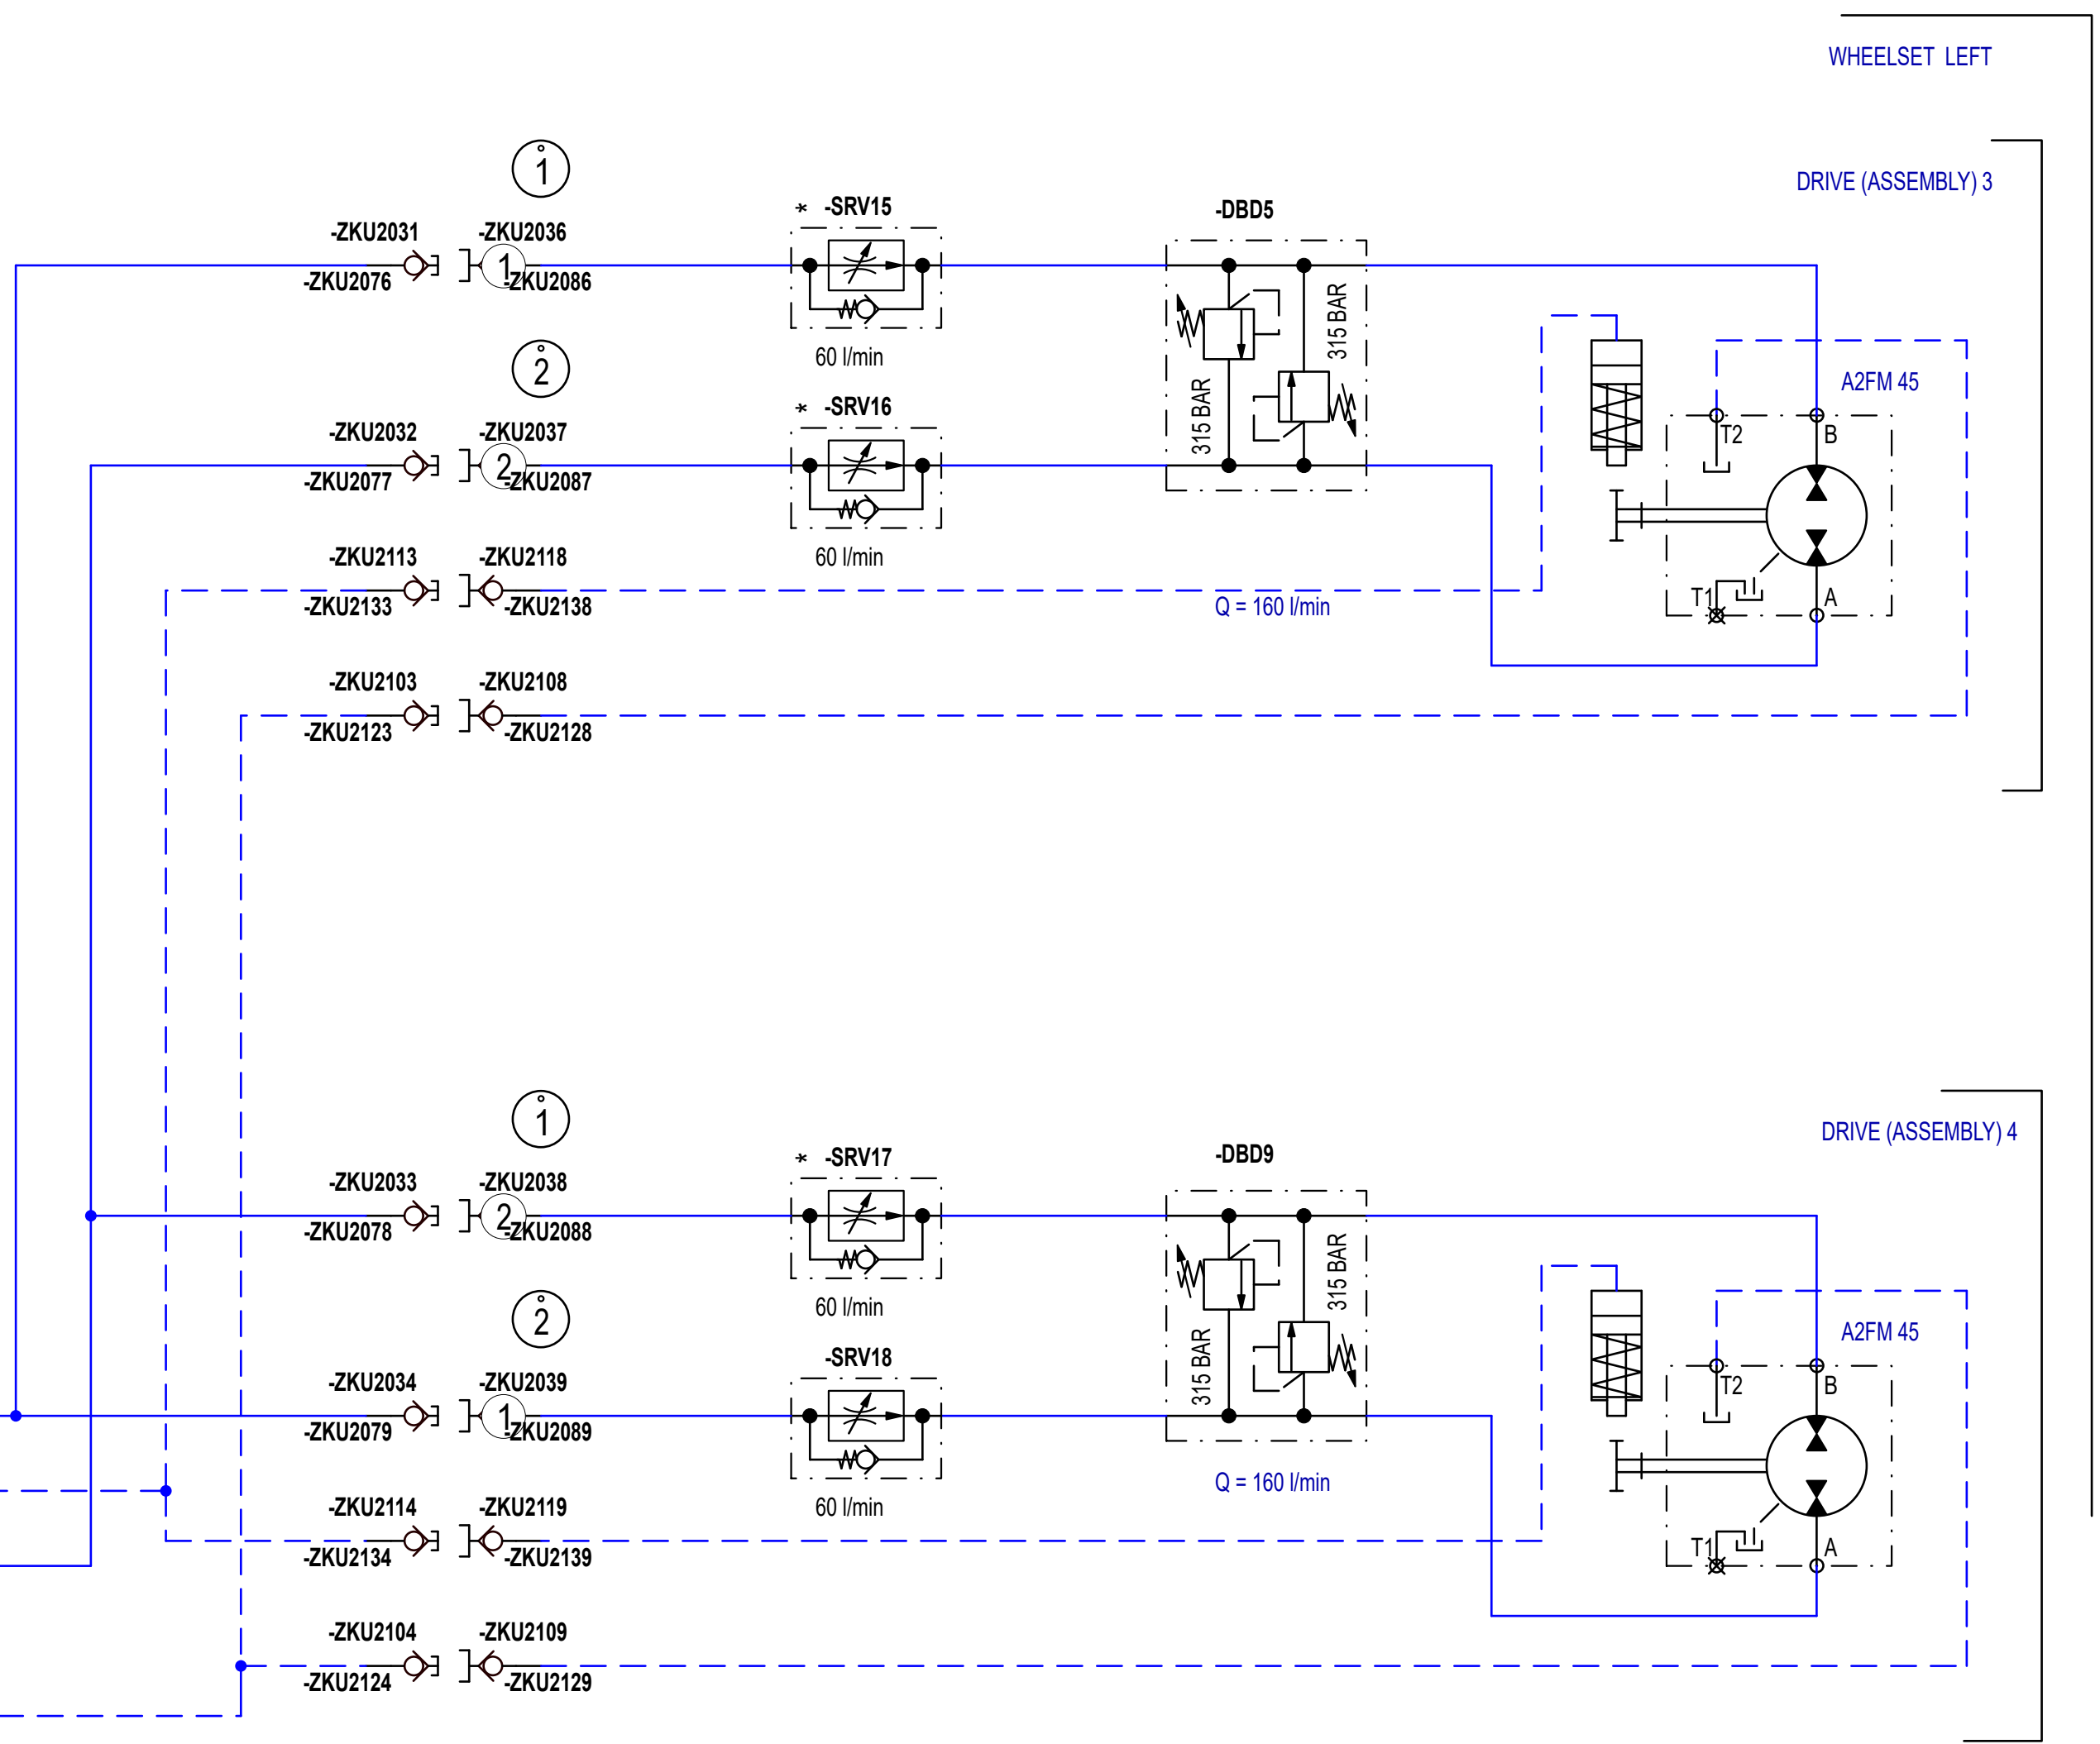 WHEELSET LEFT
DRIVE (ASSEMBLY) 3
1
-ZKU2031 -ZKU2036
* -SRV15
-DBD5
1
-ZKU2076 -ZKU2086
315 BAR
60 l/min
2
A2FM 45
315 BAR
* -SRV16
-ZKU2032 -ZKU2037
T2 B
2
-ZKU2077 -ZKU2087
60 l/min
-ZKU2113 -ZKU2118
T1 A
-ZKU2133 -ZKU2138
Q = 160 l/min
-ZKU2103 -ZKU2108
-ZKU2123 -ZKU2128
1
DRIVE (ASSEMBLY) 4
* -SRV17
-DBD9
-ZKU2033 -ZKU2038
2
-ZKU2078 -ZKU2088
315 BAR
60 l/min
2
A2FM 45
-SRV18
315 BAR
-ZKU2034 -ZKU2039
T2 B
1
-ZKU2079 -ZKU2089
Q = 160 l/min
60 l/min
-ZKU2114 -ZKU2119
T1 A
-ZKU2134 -ZKU2139
-ZKU2104 -ZKU2109
-ZKU2124 -ZKU2129